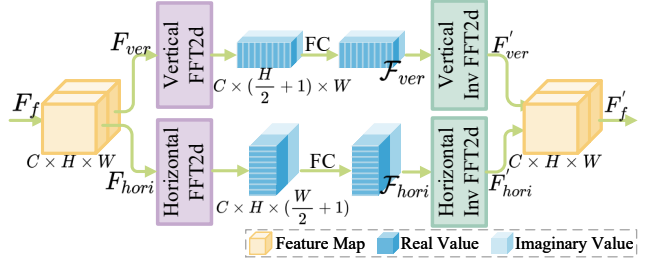 F_f
C × H × W
F_ver
F_hori
Vertical
FFT2d
Horizontal
FFT2d
C × (H/2 + 1) × W
FC
C × H × (W/2 + 1)
FC
ℱ_ver
ℱ_hori
Vertical
Inv FFT2d
Horizontal
Inv FFT2d
F'_ver
F'_hori
C × H × W
F'_f
Feature Map
Real Value
Imaginary Value